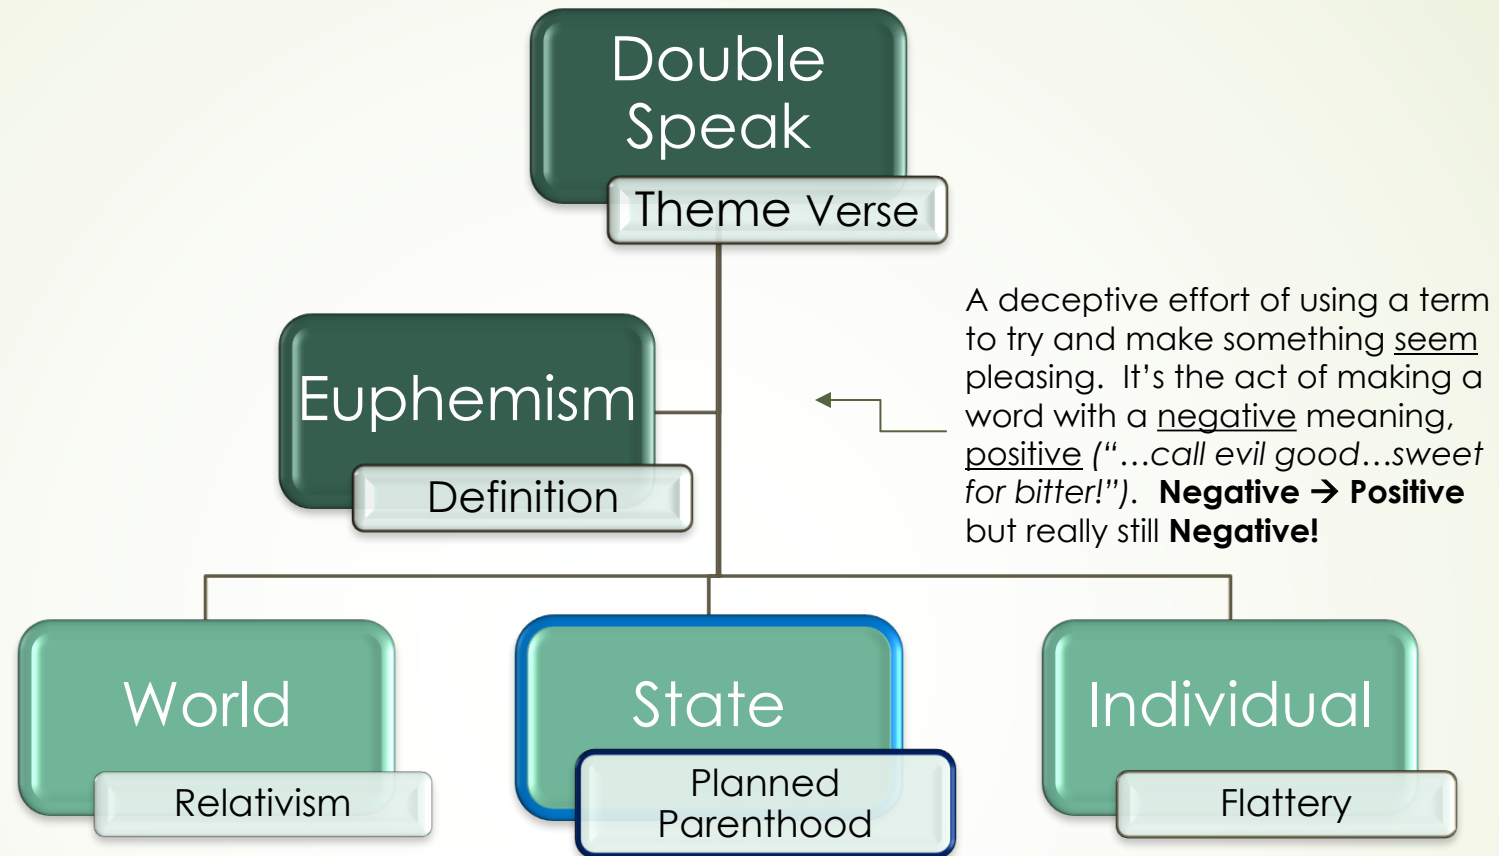 Double
Speak
Theme Verse
Euphemism
Definition
A deceptive effort of using a term
to try and make something seem
pleasing.  It’s the act of making a
word with a negative meaning,
positive (“…call evil good…sweet
for bitter!”).  Negative → Positive
but really still Negative!
World
Relativism
State
Planned
Parenthood
Individual
Flattery